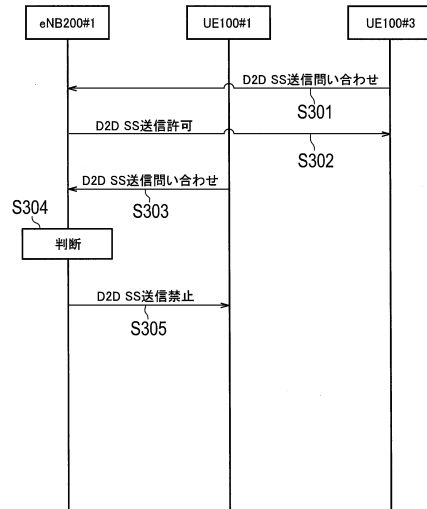 eNB200#1
UE100#1
UE100#3
D2D SS送信問い合わせ
S301
D2D SS送信許可
S302
D2D SS送信問い合わせ
S303
S304
判断
D2D SS送信禁止
S305